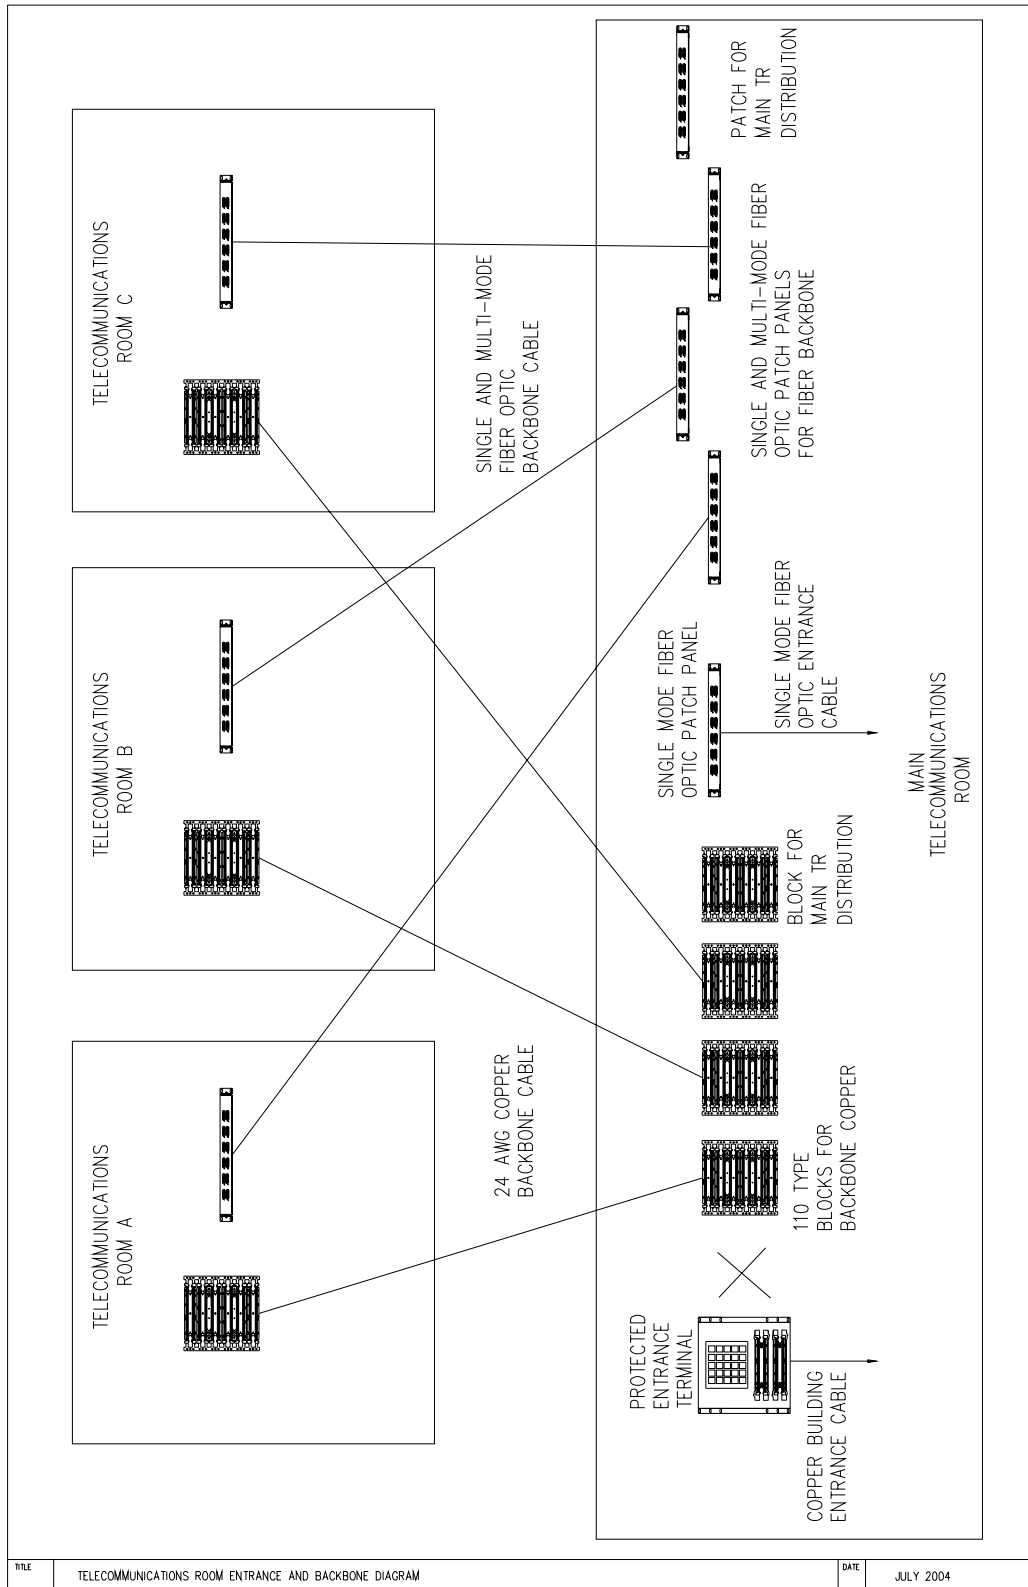 TELECOMMUNICATIONS
ROOM A
TELECOMMUNICATIONS
ROOM B
TELECOMMUNICATIONS
ROOM C
24 AWG COPPER
BACKBONE CABLE
SINGLE AND MULTI-MODE
FIBER OPTIC
BACKBONE CABLE
PROTECTED
ENTRANCE
TERMINAL
COPPER BUILDING
ENTRANCE CABLE
110 TYPE
BLOCKS FOR
BACKBONE COPPER
BLOCK FOR
MAIN TR
DISTRIBUTION
SINGLE MODE FIBER
OPTIC PATCH PANEL
SINGLE MODE FIBER
OPTIC ENTRANCE
CABLE
SINGLE AND MULTI-MODE FIBER
OPTIC PATCH PANELS
FOR FIBER BACKBONE
PATCH FOR
MAIN TR
DISTRIBUTION
MAIN
TELECOMMUNICATIONS
ROOM
TITLE
TELECOMMUNICATIONS ROOM ENTRANCE AND BACKBONE DIAGRAM
DATE
JULY 2004